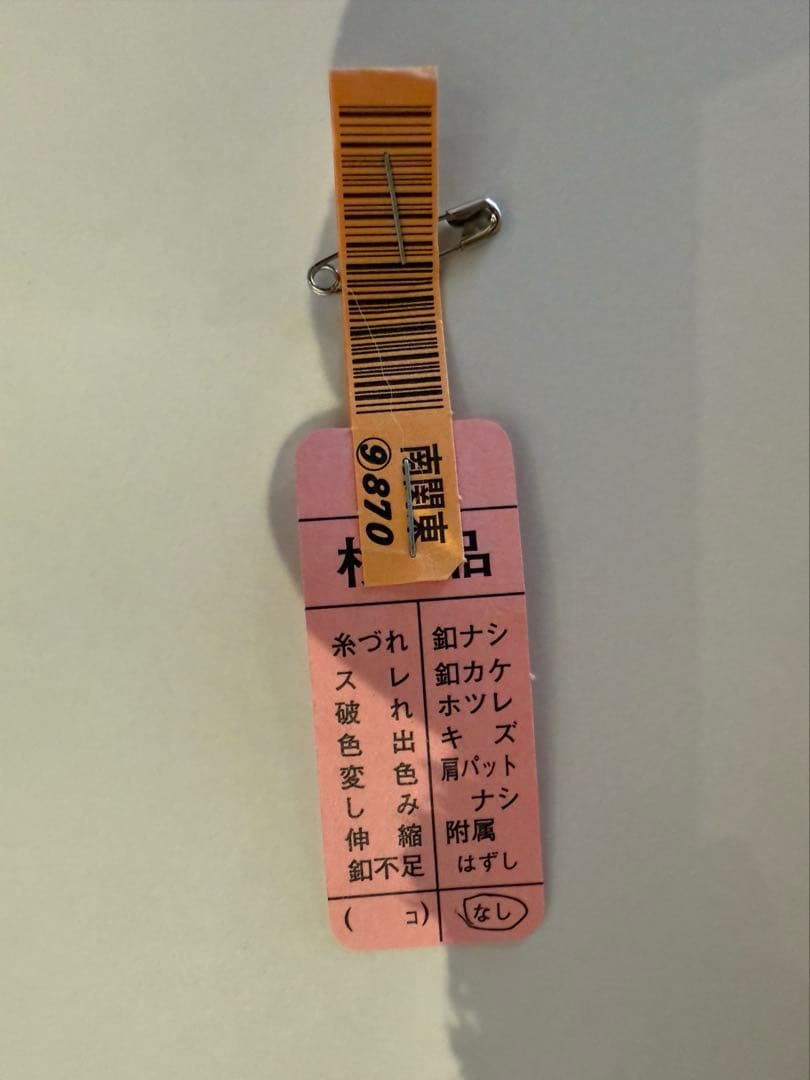 南関東
⑨870
品
糸づれ
スレ
破れ
色出
変色
しみ
伸縮
釦不足
( コ)
釦ナシ
釦カケ
ホツレ
キズ
肩パット
ナシ
附属
はずし
なし